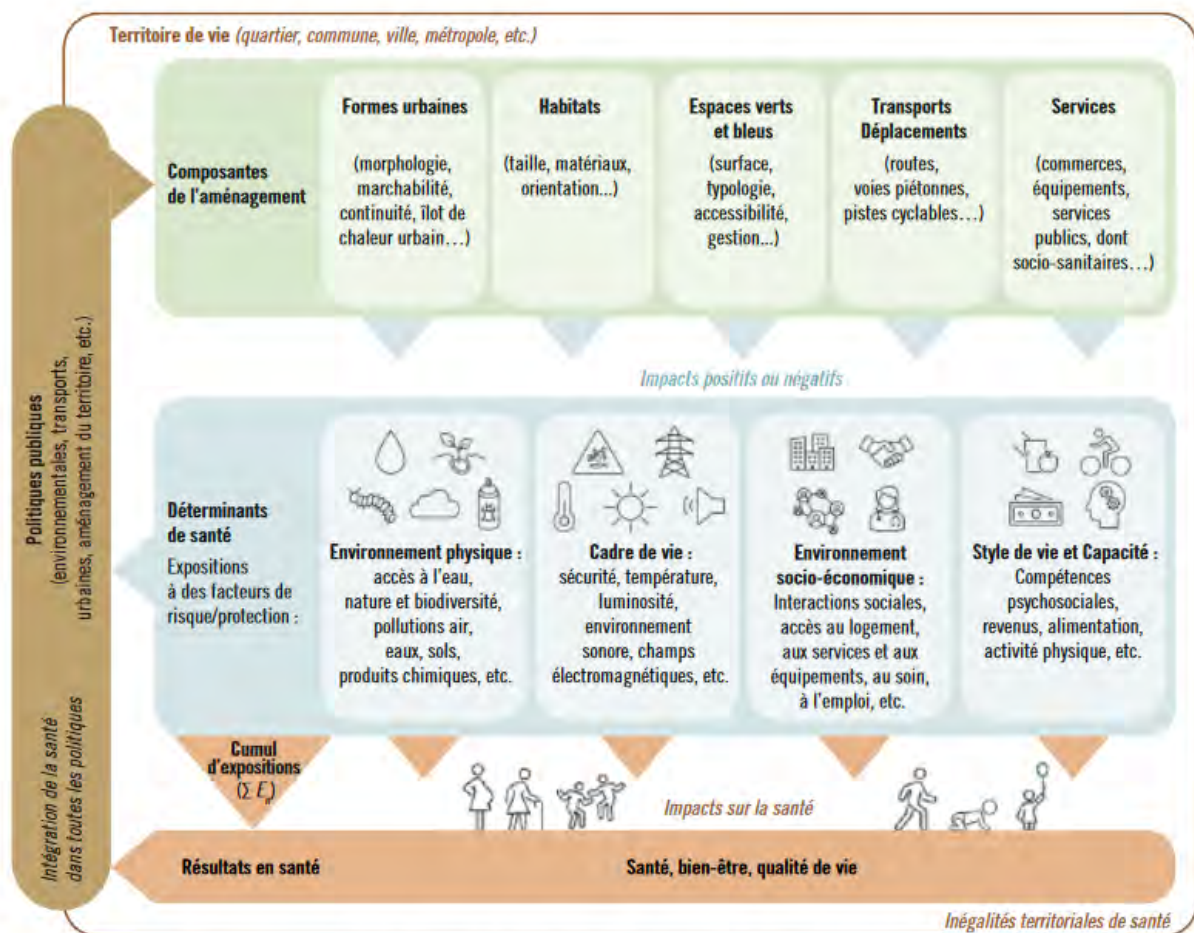 Territoire de vie (quartier, commune, ville, métropole, etc.)
Politiques publiques
(environnementales, transports,
urbaines, aménagement du territoire, etc.)
Intégration de la santé
dans toutes les politiques
Composantes
de l'aménagement
Formes urbaines
(morphologie,
marchabilité,
continuité, îlot de
chaleur urbain…)
Habitats
(taille, matériaux,
orientation...)
Espaces verts
et bleus
(surface,
typologie,
accessibilité,
gestion...)
Transports
Déplacements
(routes,
voies piétonnes,
pistes cyclables…)
Services
(commerces,
équipements,
services
publics, dont
socio-sanitaires…)
Impacts positifs ou négatifs
Déterminants
de santé
Expositions
à des facteurs de
risque/protection :
Environnement physique :
accès à l'eau,
nature et biodiversité,
pollutions air,
eaux, sols,
produits chimiques, etc.
Cadre de vie :
sécurité, température,
luminosité,
environnement
sonore, champs
électromagnétiques, etc.
Environnement
socio-économique :
Interactions sociales,
accès au logement,
aux services et aux
équipements, au soin,
à l'emploi, etc.
Style de vie et Capacité :
Compétences
psychosociales,
revenus, alimentation,
activité physique, etc.
Cumul
d'expositions
(Σ Eₙ)
Impacts sur la santé
Résultats en santé
Santé, bien-être, qualité de vie
Inégalités territoriales de santé